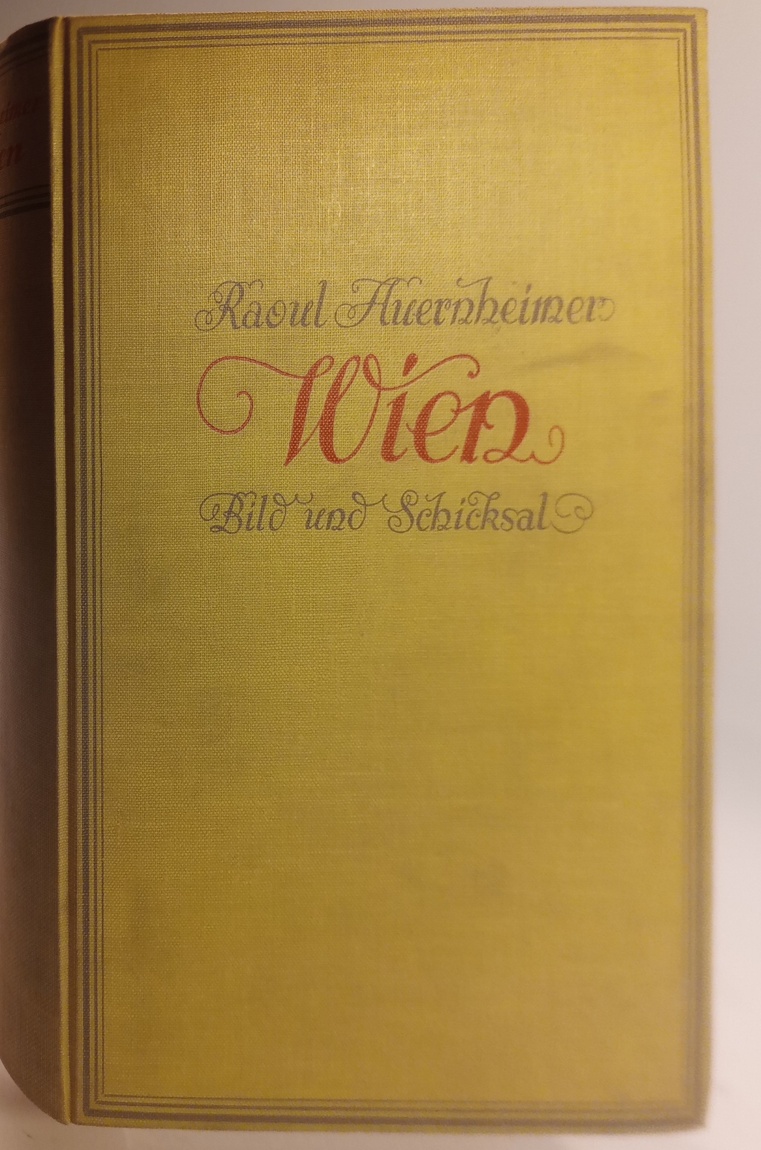 Raoul Auernheimer
Wien
Bild und Schicksal